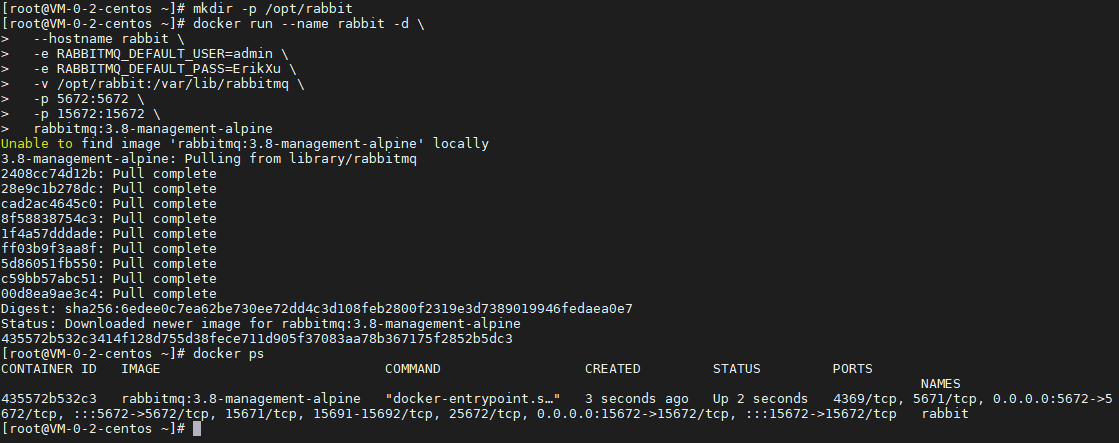 [root@VM-0-2-centos ~]# mkdir -p /opt/rabbit
[root@VM-0-2-centos ~]# docker run --name rabbit -d \
>   --hostname rabbit \
>   -e RABBITMQ_DEFAULT_USER=admin \
>   -e RABBITMQ_DEFAULT_PASS=ErikXu \
>   -v /opt/rabbit:/var/lib/rabbitmq \
>   -p 5672:5672 \
>   -p 15672:15672 \
>   rabbitmq:3.8-management-alpine
Unable to find image 'rabbitmq:3.8-management-alpine' locally
3.8-management-alpine: Pulling from library/rabbitmq
2408cc74d12b: Pull complete
28e9c1b278dc: Pull complete
cad2ac4645c0: Pull complete
8f58838754c3: Pull complete
1f4a57dddade: Pull complete
ff03b9f3aa8f: Pull complete
5d86051fb550: Pull complete
c59bb57abc51: Pull complete
00d8ea9ae3c4: Pull complete
Digest: sha256:6edee0c7ea62be730ee72dd4c3d108feb2800f2319e3d7389019946fedaea0e7
Status: Downloaded newer image for rabbitmq:3.8-management-alpine
435572b532c3414f128d755d38fece711d905f37083aa78b367175f2852b5dc3
[root@VM-0-2-centos ~]# docker ps
CONTAINER ID   IMAGE                            COMMAND                  CREATED         STATUS         PORTS
NAMES
435572b532c3   rabbitmq:3.8-management-alpine   "docker-entrypoint.s…"   3 seconds ago   Up 2 seconds   4369/tcp, 5671/tcp, 0.0.0.0:5672->5
672/tcp, :::5672->5672/tcp, 15671/tcp, 15691-15692/tcp, 25672/tcp, 0.0.0.0:15672->15672/tcp, :::15672->15672/tcp   rabbit
[root@VM-0-2-centos ~]#